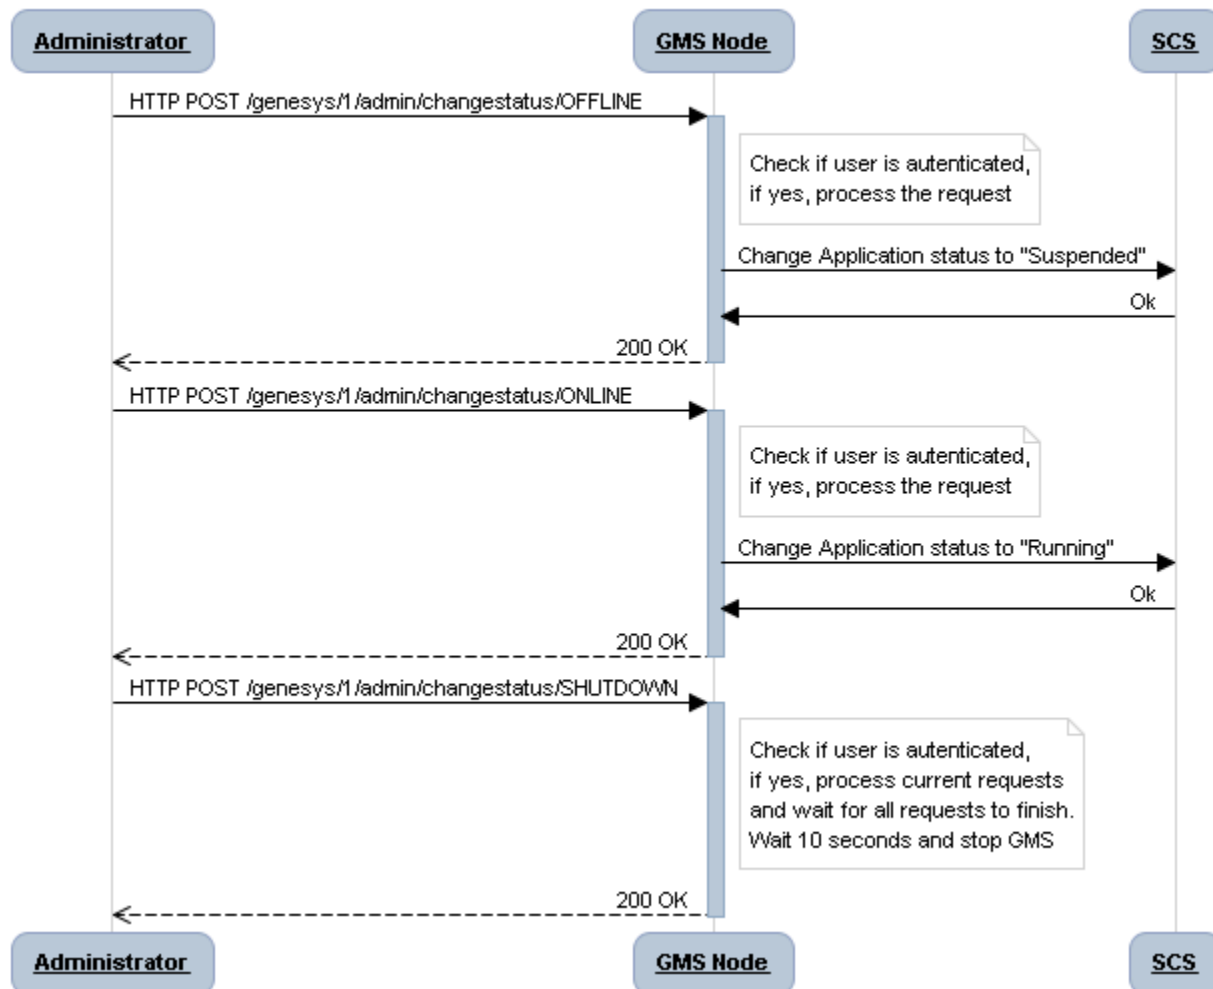 Administrator
GMS Node
SCS
HTTP POST /genesys/1/admin/changestatus/OFFLINE
Check if user is autenticated,
if yes, process the request
Change Application status to "Suspended"
Ok
200 OK
HTTP POST /genesys/1/admin/changestatus/ONLINE
Check if user is autenticated,
if yes, process the request
Change Application status to "Running"
Ok
200 OK
HTTP POST /genesys/1/admin/changestatus/SHUTDOWN
Check if user is autenticated,
if yes, process current requests
and wait for all requests to finish.
Wait 10 seconds and stop GMS
200 OK
Administrator
GMS Node
SCS